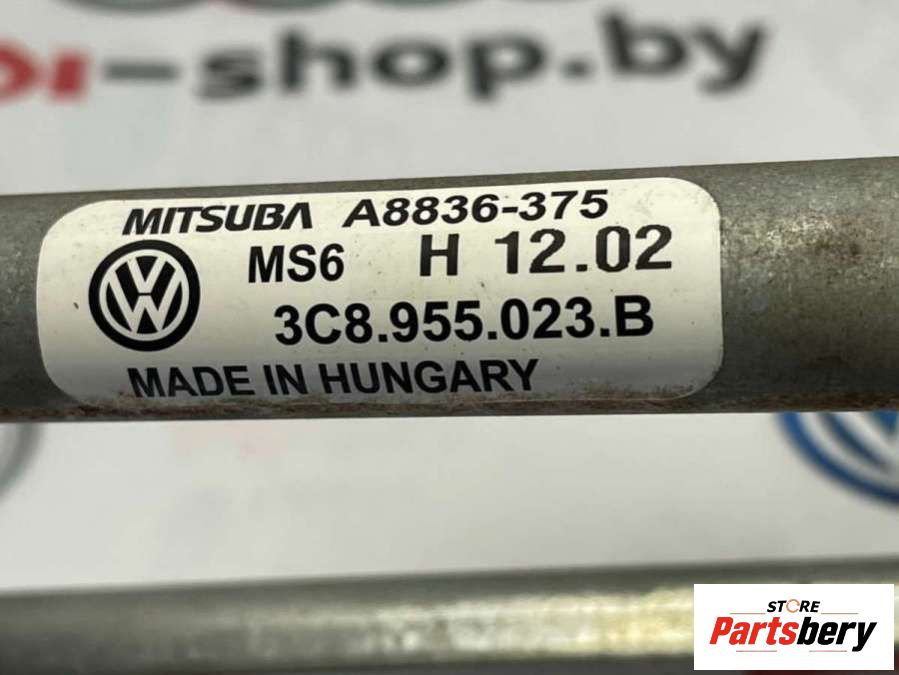 -shop.by
MITSUBA A8836-375
MS6 H 12.02
3C8.955.023.B
MADE IN HUNGARY
STORE
Partsbery